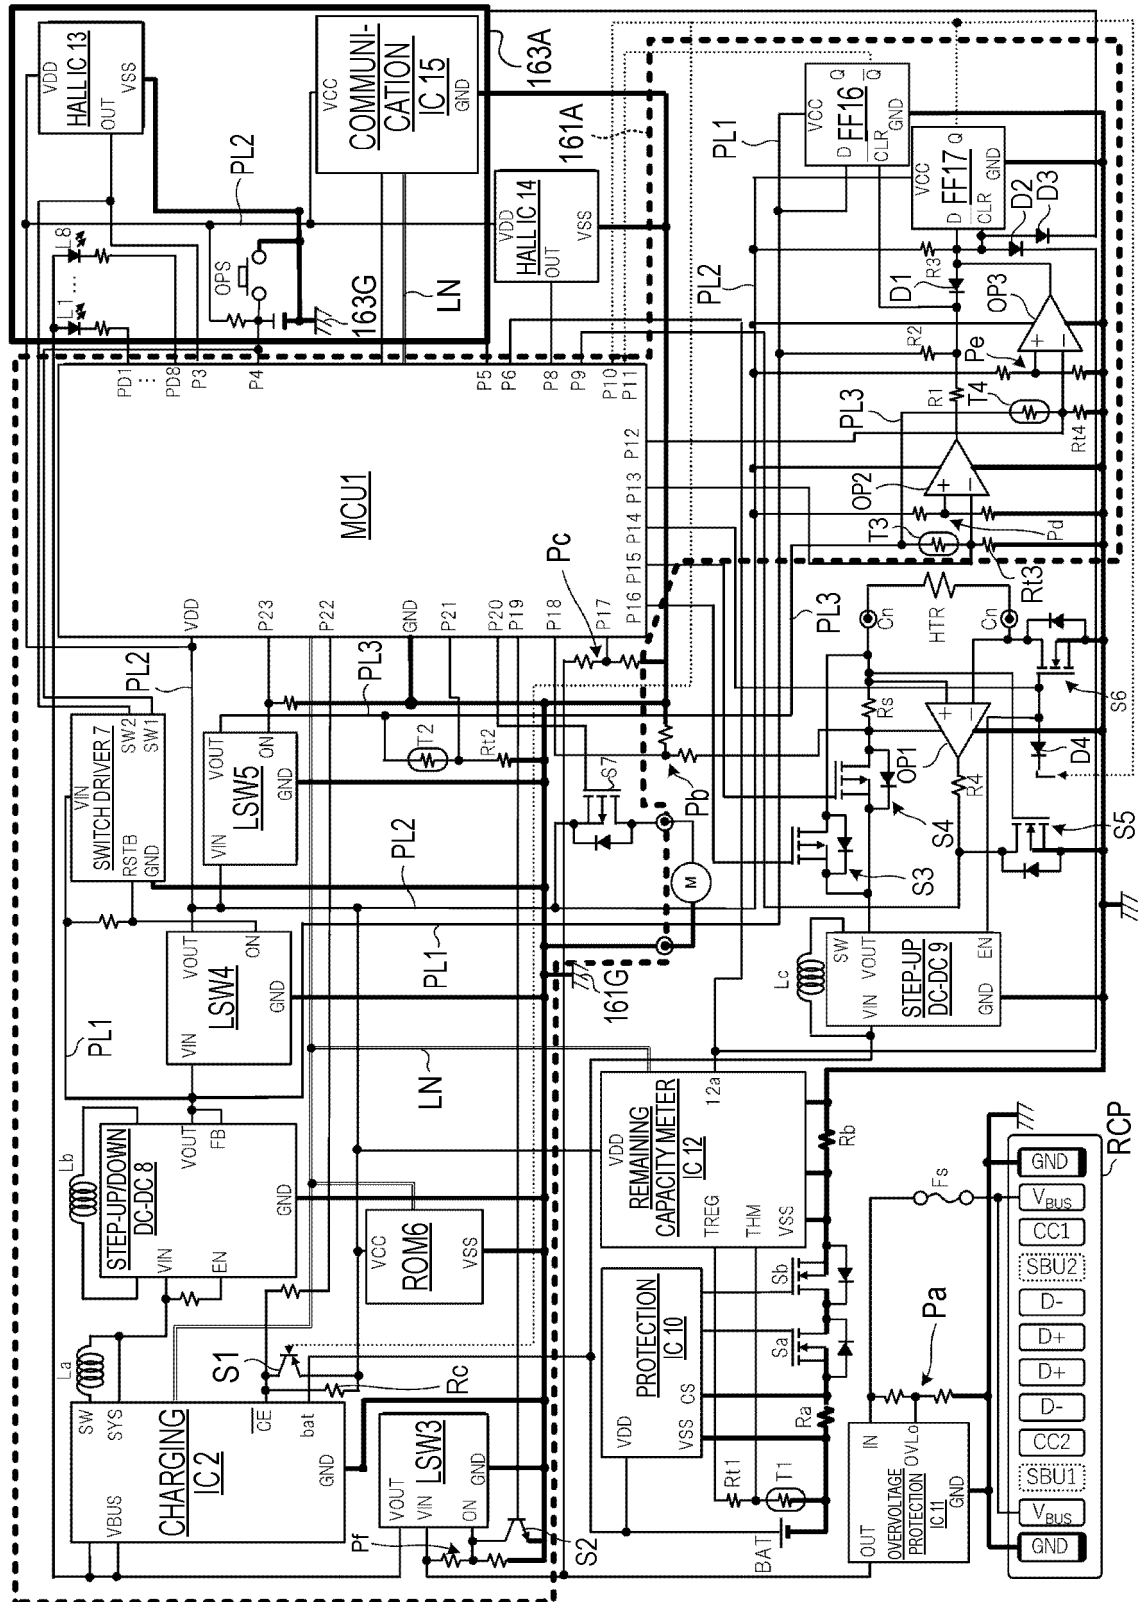 HALL IC 13
VDD
VSS
OUT
COMMUNI-
CATION
IC 15
VCC
GND
163A
PL2
L8
L1
...
OPS
163G
LN
161A
VDD
HALL IC 14
VSS
OUT
PL1
VCC
FF16
D
Q
Q
CLR
GND
VCC
FF17
D
Q
CLR
GND
PL2
R3
D1
D2
D3
OP3
R2
Pe
T4
PL3
R1
Rt4
OP2
T3
Pd
Rt3
MCU1
PD1
PD8
P3
P4
P5
P6
P8
P9
P10
P11
P12
P13
P14
P15
P16
VDD
P23
P22
GND
P21
P20
P19
P18
P17
Pc
PL2
PL3
SWITCH DRIVER 7
VIN
SW2
SW1
RSTB
GND
LSW5
VOUT
ON
VIN
GND
T2
Rt2
S7
Pb
M
PL2
PL1
161G
PL1
LSW4
VOUT
ON
VIN
GND
LN
Lb
STEP-UP/DOWN
DC-DC 8
VOUT
FB
VIN
EN
GND
ROM6
VCC
VSS
La
S1
Rc
CHARGING
IC 2
SW
SYS
CE
bat
VBUS
GND
LSW3
VOUT
VIN
ON
GND
Pf
S2
PL3
Cn
HTR
Cn
Rs
OP1
R4
S4
S3
D4
S6
S5
Lc
STEP-UP
DC-DC 9
SW
VOUT
VIN
EN
GND
REMAINING
CAPACITY METER
IC 12
VDD
12a
TREG
THM
VSS
Rb
PROTECTION
IC 10
VDD
VSS
CS
Sb
Sa
Ra
Rt1
T1
BAT
OVERVOLTAGE
PROTECTION
IC 11
IN
OVLo
OUT
GND
Pa
Fs
RCP
GND
VBUS
CC1
SBU2
D-
D+
D+
D-
CC2
SBU1
VBUS
GND